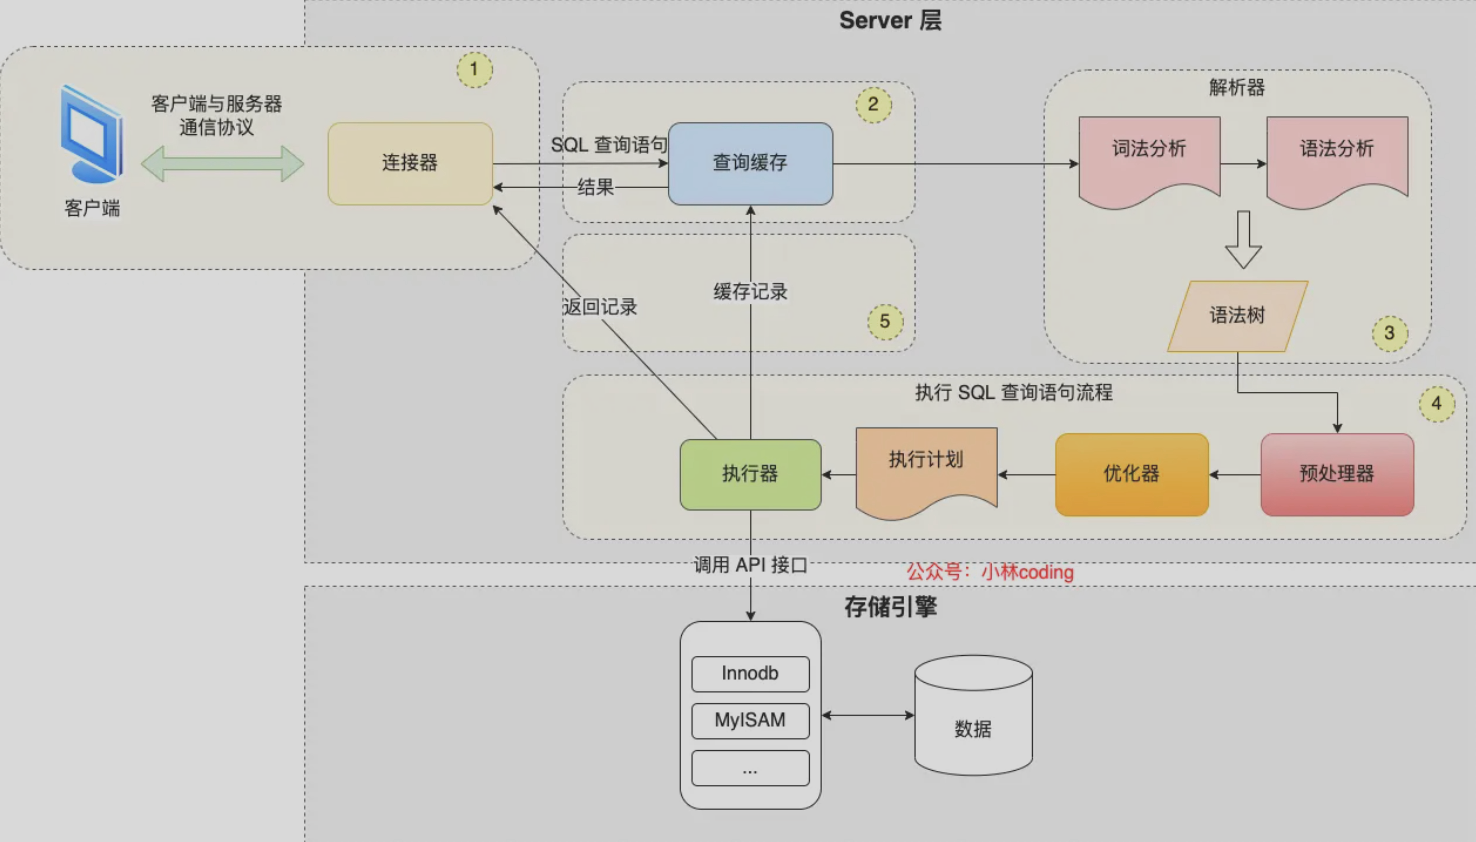 Server 层
1
客户端与服务器
通信协议
客户端
连接器
SQL 查询语句
结果
2
查询缓存
解析器
词法分析
语法分析
语法树
3
返回记录
缓存记录
5
执行 SQL 查询语句流程
4
执行器
执行计划
优化器
预处理器
调用 API 接口
公众号：小林coding
存储引擎
Innodb
MyISAM
...
数据